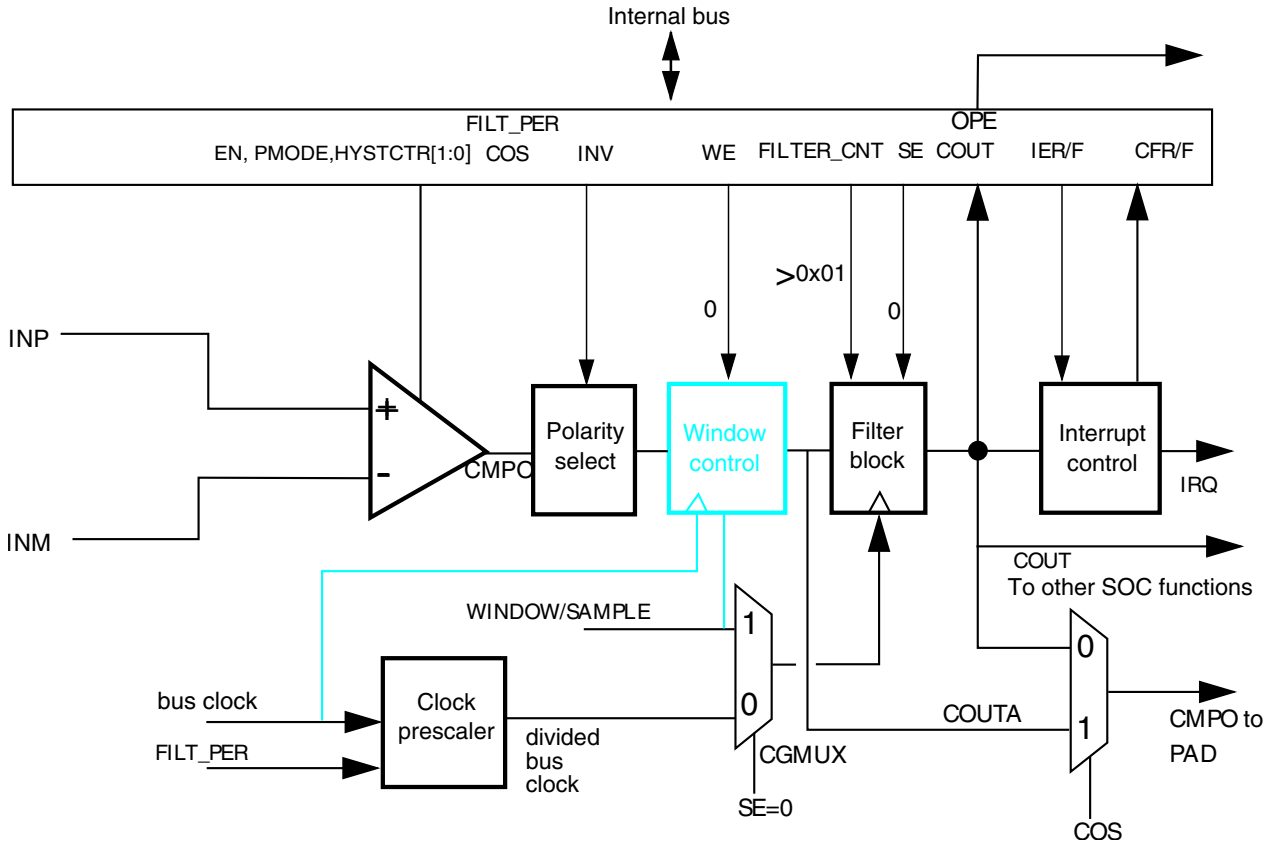 Internal bus
FILT_PER
OPE
EN, PMODE,HYSTCTR[1:0] COS INV WE FILTER_CNT SE COUT IER/F CFR/F
>0x01
0
0
INP
+
-
CMPO
Polarity
select
Window
control
Filter
block
Interrupt
control
IRQ
INM
COUT
To other SOC functions
WINDOW/SAMPLE
1
0
0
1
bus clock
FILT_PER
Clock
prescaler
divided
bus
clock
CGMUX
SE=0
COUTA
CMPO to
PAD
COS